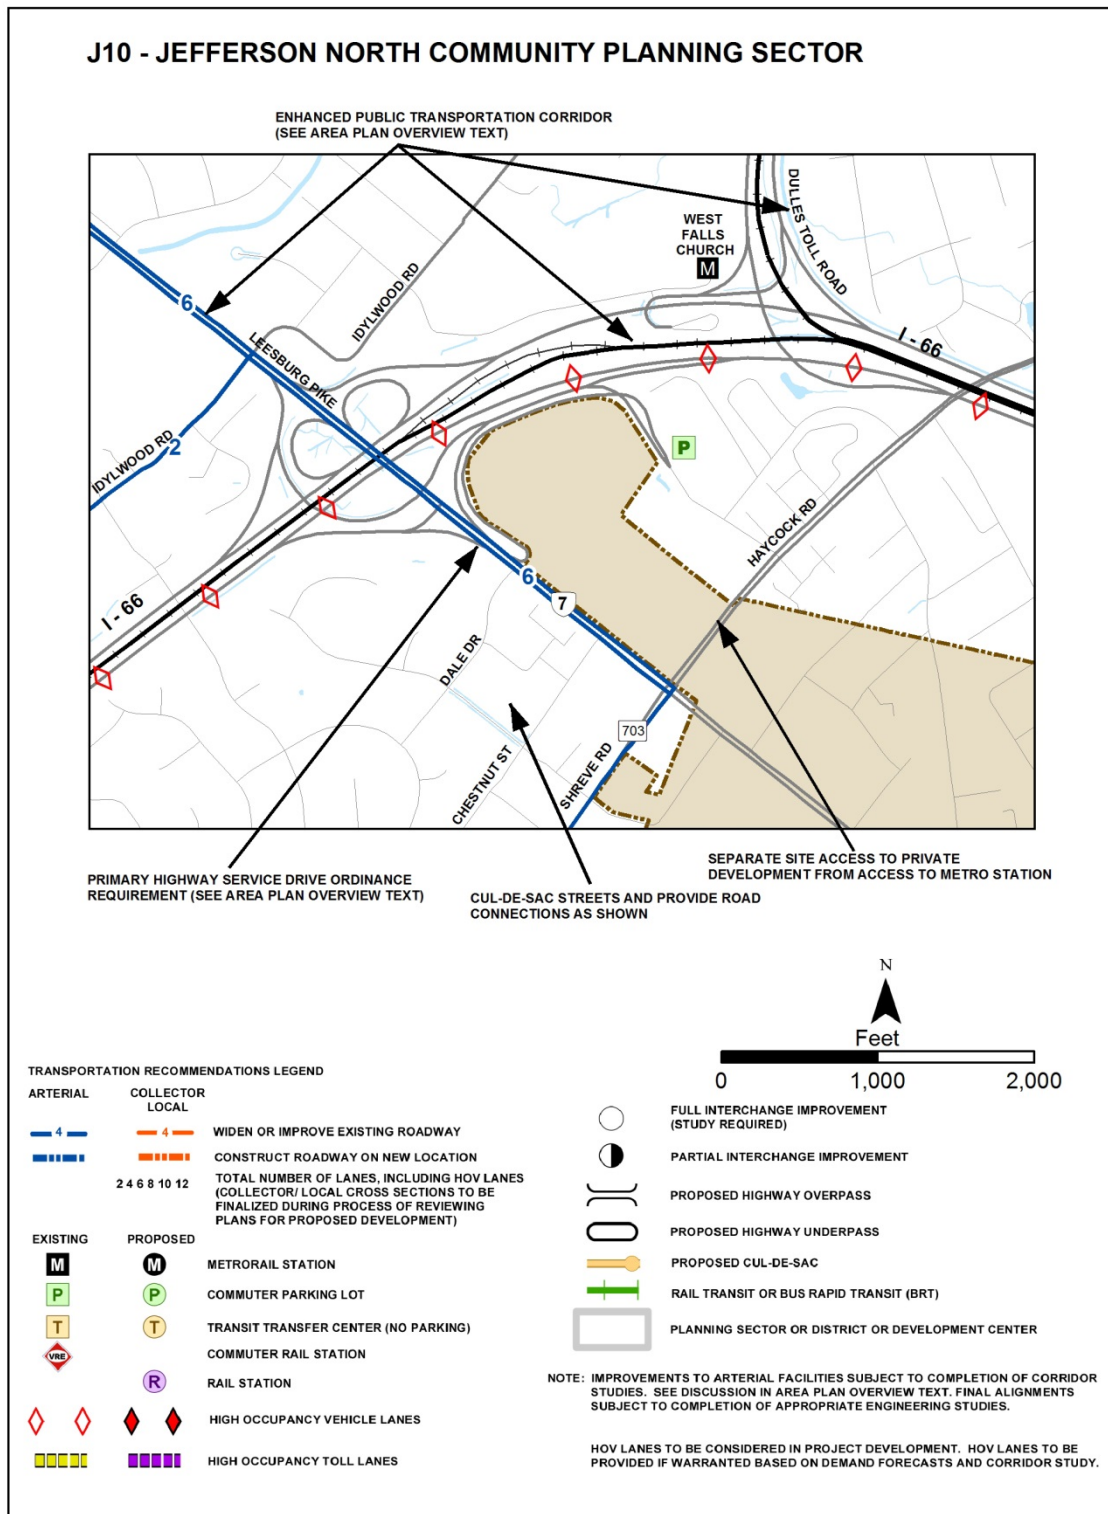 J10 - JEFFERSON NORTH COMMUNITY PLANNING SECTOR
ENHANCED PUBLIC TRANSPORTATION CORRIDOR
(SEE AREA PLAN OVERVIEW TEXT)
WEST
FALLS
CHURCH
M
DULLES TOLL ROAD
6
IDYLWOOD RD
LEESBURG PIKE
I - 66
IDYLWOOD RD
2
P
HAYCOCK RD
6
7
I - 66
DALE DR
703
CHESTNUT ST
SHREVE RD
PRIMARY HIGHWAY SERVICE DRIVE ORDINANCE
REQUIREMENT (SEE AREA PLAN OVERVIEW TEXT)
CUL-DE-SAC STREETS AND PROVIDE ROAD
CONNECTIONS AS SHOWN
SEPARATE SITE ACCESS TO PRIVATE
DEVELOPMENT FROM ACCESS TO METRO STATION
N
Feet
0 1,000 2,000
TRANSPORTATION RECOMMENDATIONS LEGEND
ARTERIAL
COLLECTOR
LOCAL
4 4 WIDEN OR IMPROVE EXISTING ROADWAY
CONSTRUCT ROADWAY ON NEW LOCATION
2 4 6 8 10 12 TOTAL NUMBER OF LANES, INCLUDING HOV LANES
(COLLECTOR/ LOCAL CROSS SECTIONS TO BE
FINALIZED DURING PROCESS OF REVIEWING
PLANS FOR PROPOSED DEVELOPMENT)
EXISTING PROPOSED
M M METRORAIL STATION
P P COMMUTER PARKING LOT
T T TRANSIT TRANSFER CENTER (NO PARKING)
VRE COMMUTER RAIL STATION
R RAIL STATION
HIGH OCCUPANCY VEHICLE LANES
HIGH OCCUPANCY TOLL LANES
FULL INTERCHANGE IMPROVEMENT
(STUDY REQUIRED)
PARTIAL INTERCHANGE IMPROVEMENT
PROPOSED HIGHWAY OVERPASS
PROPOSED HIGHWAY UNDERPASS
PROPOSED CUL-DE-SAC
RAIL TRANSIT OR BUS RAPID TRANSIT (BRT)
PLANNING SECTOR OR DISTRICT OR DEVELOPMENT CENTER
NOTE: IMPROVEMENTS TO ARTERIAL FACILITIES SUBJECT TO COMPLETION OF CORRIDOR
STUDIES. SEE DISCUSSION IN AREA PLAN OVERVIEW TEXT. FINAL ALIGNMENTS
SUBJECT TO COMPLETION OF APPROPRIATE ENGINEERING STUDIES.
HOV LANES TO BE CONSIDERED IN PROJECT DEVELOPMENT. HOV LANES TO BE
PROVIDED IF WARRANTED BASED ON DEMAND FORECASTS AND CORRIDOR STUDY.